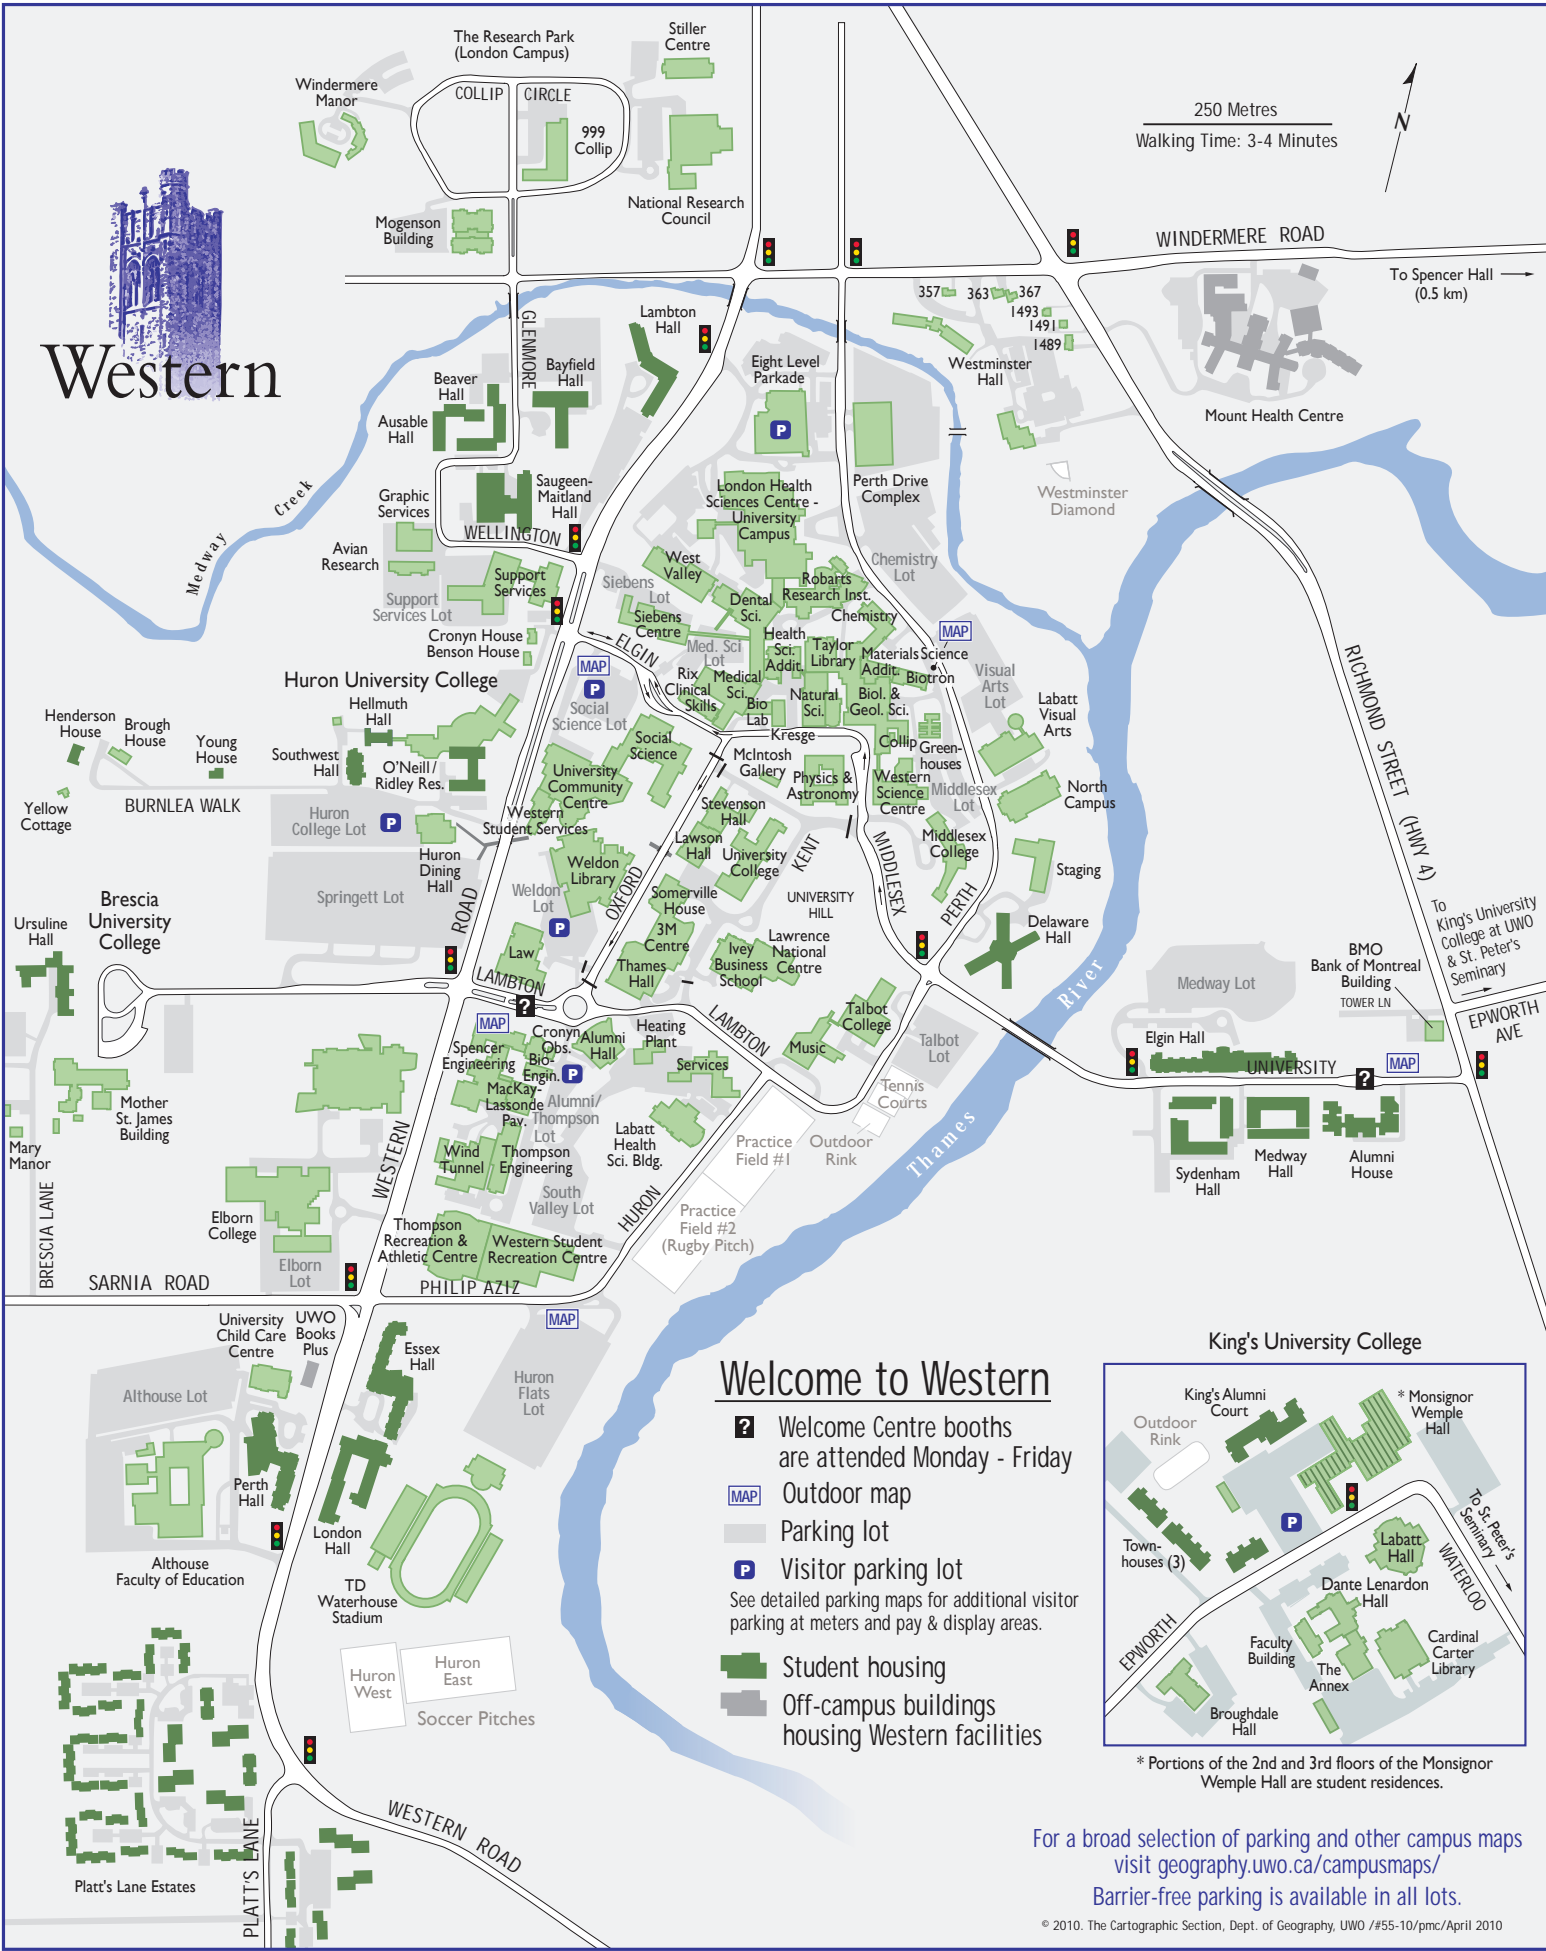 The Research Park
(London Campus)
Stiller
Centre
Windermere
Manor
COLLIP
CIRCLE
999
Collip
National Research
Council
Mogenson
Building
250 Metres
Walking Time: 3-4 Minutes
N
WINDERMERE ROAD
To Spencer Hall
(0.5 km)
Western
357
363
367
1493
1491
1489
Westminster
Hall
Mount Health Centre
Westminster
Diamond
Lambton
Hall
GLENMORE
Bayfield
Hall
Beaver
Hall
Ausable
Hall
Eight Level
Parkade
P
Perth Drive
Complex
Saugeen-
Maitland
Hall
Graphic
Services
WELLINGTON
Medway
Creek
Avian
Research
Support
Services
Support
Services Lot
Cronyn House
Benson House
London Health
Sciences Centre -
University
Campus
West
Valley
Siebens
Lot
Siebens
Centre
Robarts
Research Inst.
Dental
Sci.
Chemistry
Chemistry
Lot
MAP
ELGIN
Med. Sci
Lot
Health
Sci.
Addit.
Taylor
Library
Materials Science
Addit.
Biotron
Visual
Arts
Lot
Labatt
Visual
Arts
MAP
P
Social
Science Lot
Rix
Clinical
Skills
Medical
Sci.
Bio
Lab
Natural
Sci.
Biol. &
Geol. Sci.
Kresge
Collip
Green-
houses
Huron University College
Hellmuth
Hall
Henderson
House
Brough
House
Young
House
Southwest
Hall
O'Neill/
Ridley Res.
Yellow
Cottage
BURNLEA WALK
Huron
College Lot
P
Huron
Dining
Hall
Springett Lot
Social
Science
University
Community
Centre
Western
Student Services
McIntosh
Gallery
Physics &
Astronomy
Western
Science
Centre
Middlesex
Lot
North
Campus
Stevenson
Hall
Lawson
Hall
University
College
KENT
MIDDLESEX
Middlesex
College
Staging
Weldon
Library
Weldon
Lot
P
OXFORD
Somerville
House
UNIVERSITY
HILL
PERTH
3M
Centre
Ivey
Business
School
Lawrence
National
Centre
Delaware
Hall
Thames
Hall
Law
LAMBTON
ROAD
Brescia
University
College
Ursuline
Hall
RICHMOND STREET (HWY 4)
To
King's University
College at UWO
& St. Peter's
Seminary
BMO
Bank of Montreal
Building
TOWER LN
Medway Lot
EPWORTH
AVE
Elgin Hall
UNIVERSITY
?
MAP
Sydenham
Hall
Medway
Hall
Alumni
House
River
Thames
?
MAP
Cronyn
Obs.
Alumni
Hall
Heating
Plant
LAMBTON
Talbot
College
Music
Talbot
Lot
Spencer
Engineering
Bio-
Engin.
P
Services
MacKay-
Lassonde
Pav.
Alumni/
Thompson
Lot
Tennis
Courts
Outdoor
Rink
Practice
Field #1
Labatt
Health
Sci. Bldg.
Mother
St. James
Building
Mary
Manor
WESTERN
Wind
Tunnel
Thompson
Engineering
South
Valley Lot
HURON
Practice
Field #2
(Rugby Pitch)
BRESCIA LANE
Elborn
College
Elborn
Lot
Thompson
Recreation &
Athletic Centre
Western Student
Recreation Centre
SARNIA ROAD
PHILIP AZIZ
MAP
University
Child Care
Centre
UWO
Books
Plus
Essex
Hall
Huron
Flats
Lot
Althouse Lot
Perth
Hall
London
Hall
Althouse
Faculty of Education
TD
Waterhouse
Stadium
Huron
West
Huron
East
Soccer Pitches
Platt's Lane Estates
PLATT'S LANE
WESTERN ROAD
Welcome to Western
? Welcome Centre booths
are attended Monday - Friday
MAP Outdoor map
Parking lot
P Visitor parking lot
See detailed parking maps for additional visitor
parking at meters and pay & display areas.
Student housing
Off-campus buildings
housing Western facilities
King's University College
King's Alumni
Court
* Monsignor
Wemple
Hall
Outdoor
Rink
P
Town-
houses (3)
To St. Peter's
Seminary
Labatt
Hall
WATERLOO
Dante Lenardon
Hall
EPWORTH
Faculty
Building
The
Annex
Cardinal
Carter
Library
Broughdale
Hall
* Portions of the 2nd and 3rd floors of the Monsignor
Wemple Hall are student residences.
For a broad selection of parking and other campus maps
visit geography.uwo.ca/campusmaps/
Barrier-free parking is available in all lots.
© 2010. The Cartographic Section, Dept. of Geography, UWO /#55-10/pmc/April 2010